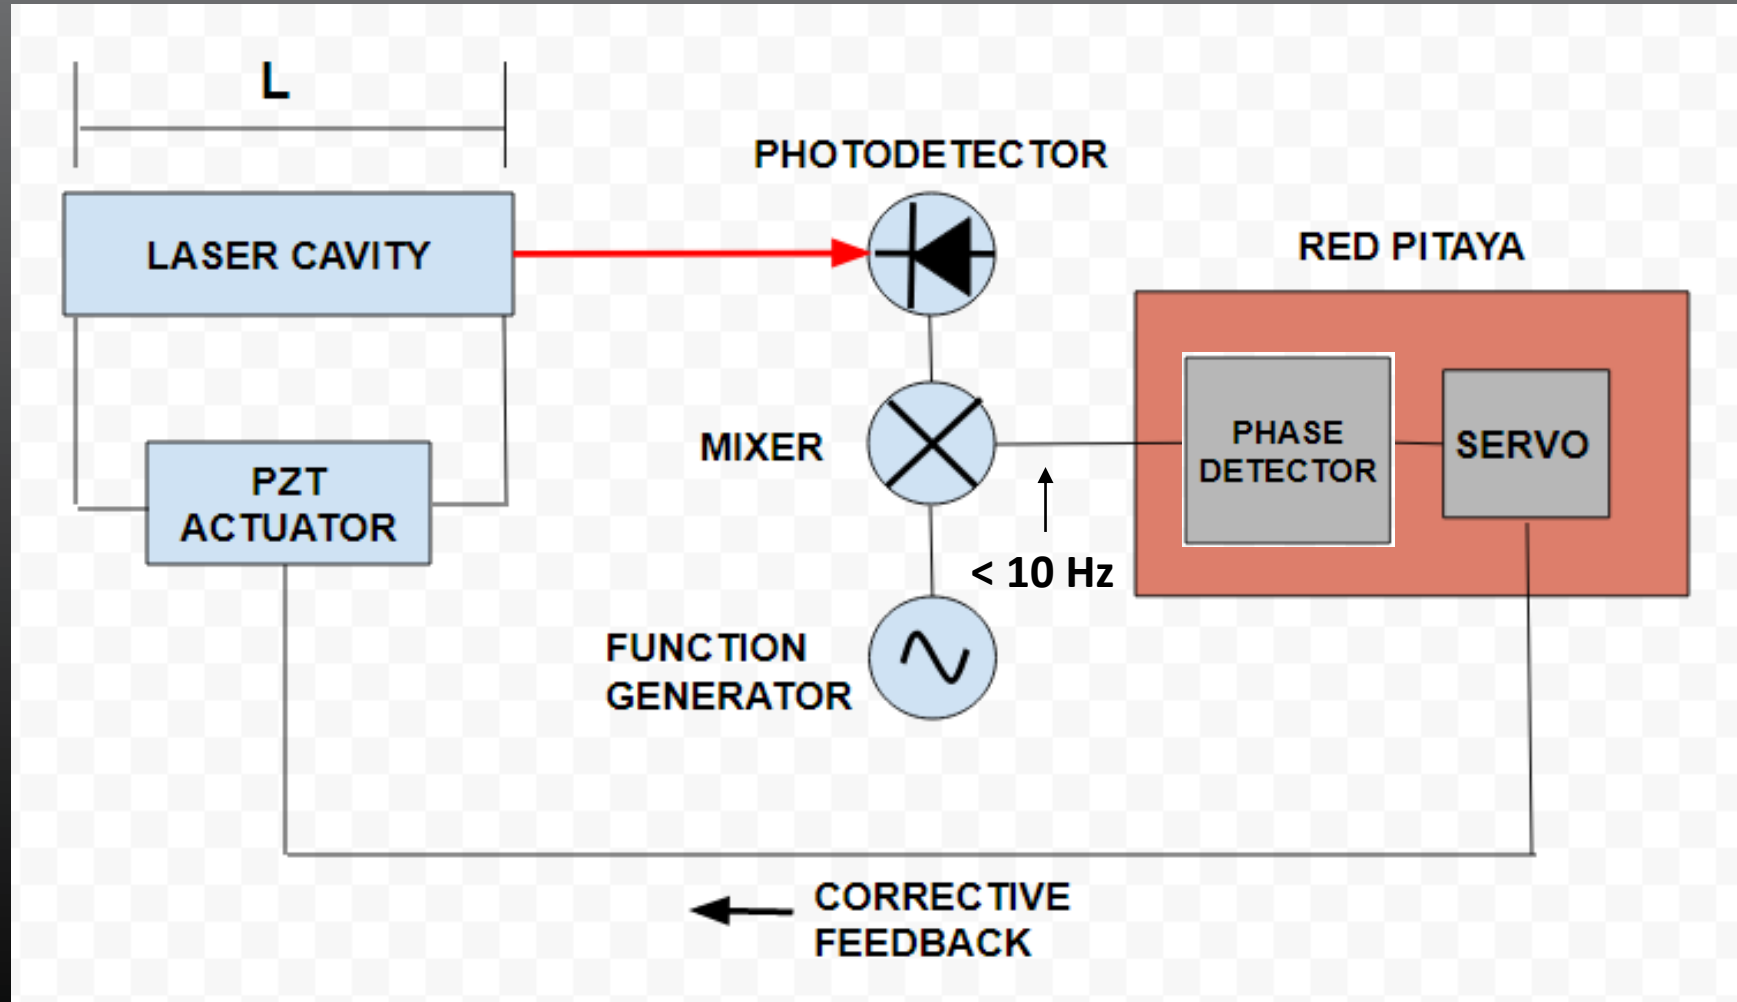 L
PHOTODETECTOR
LASER CAVITY
RED PITAYA
MIXER
PHASE
DETECTOR
SERVO
PZT
ACTUATOR
< 10 Hz
FUNCTION
GENERATOR
CORRECTIVE
FEEDBACK